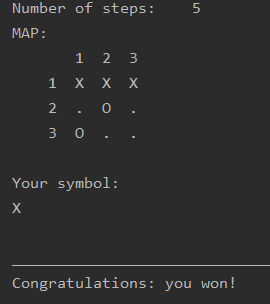 Number of steps:    5
MAP:
       1  2  3
    1  X  X  X
    2  .  O  .
    3  O  .  .
Your symbol:
X
Congratulations: you won!